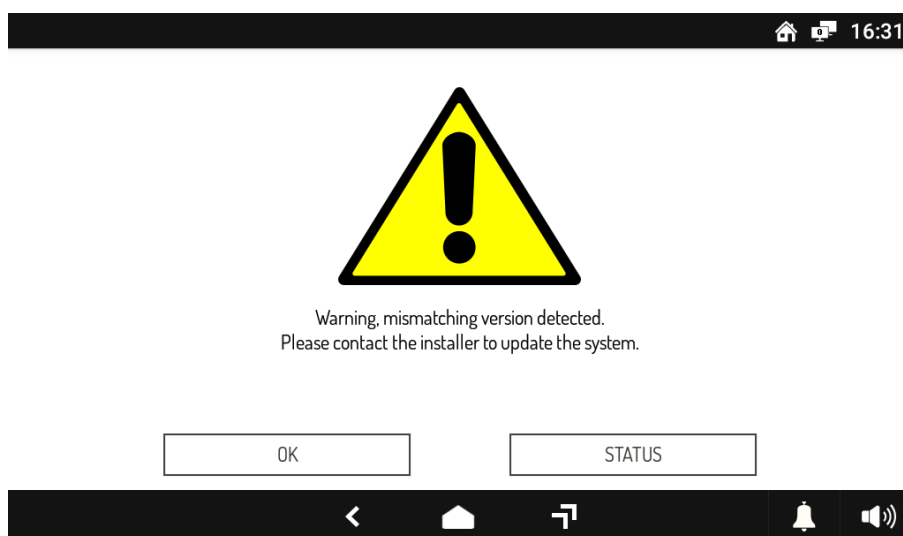 16:31
Warning, mismatching version detected.
Please contact the installer to update the system.
OK
STATUS